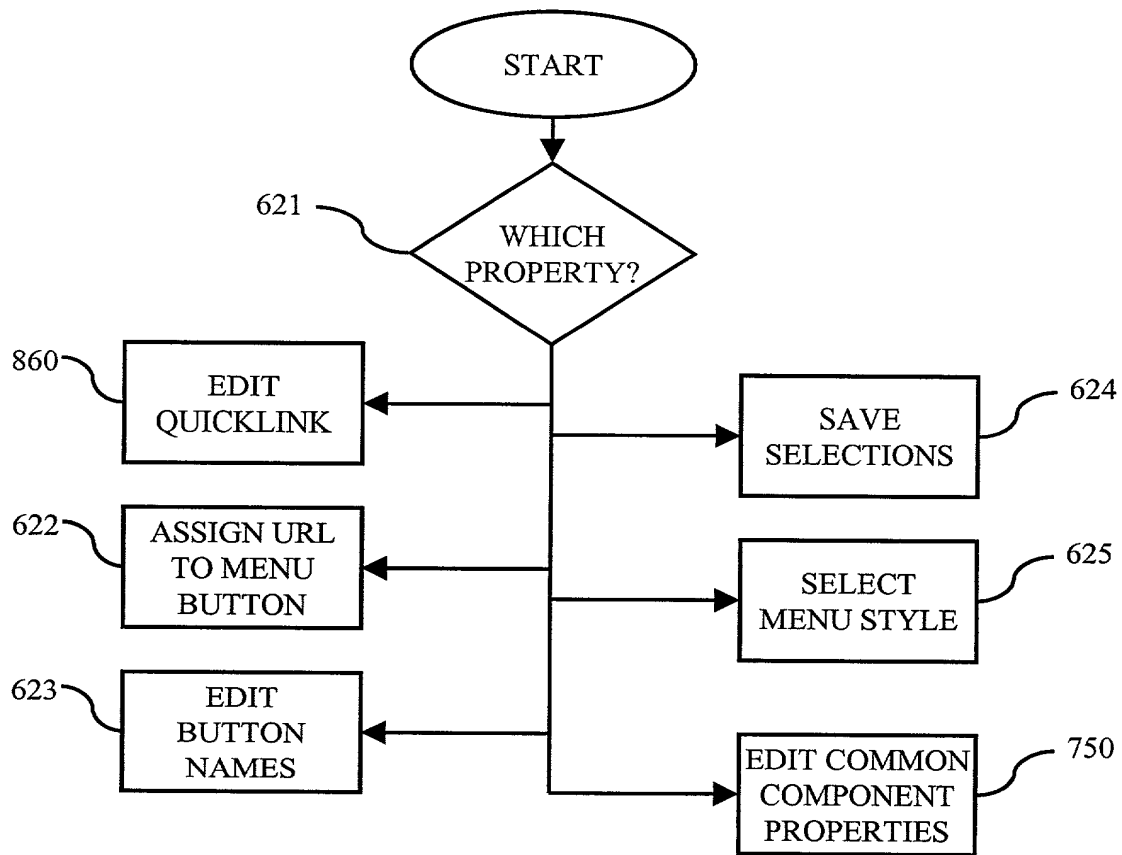 START
621
WHICH
PROPERTY?
860
EDIT
QUICKLINK
624
SAVE
SELECTIONS
622
ASSIGN URL
TO MENU
BUTTON
625
SELECT
MENU STYLE
623
EDIT
BUTTON
NAMES
750
EDIT COMMON
COMPONENT
PROPERTIES